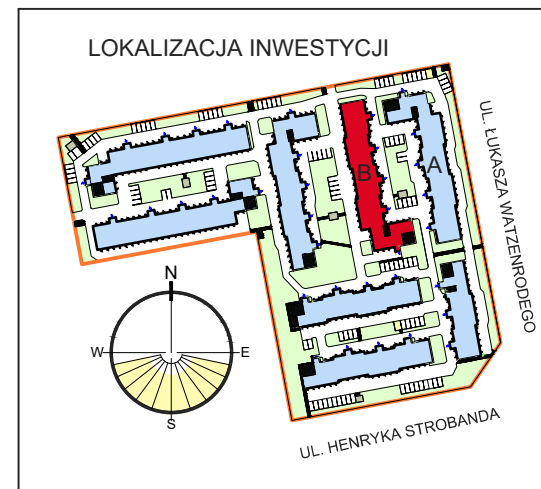 LOKALIZACJA INWESTYCJI
UL. ŁUKASZA WATZENRODEGO
A
B
N
W
E
S
UL. HENRYKA STROBANDA